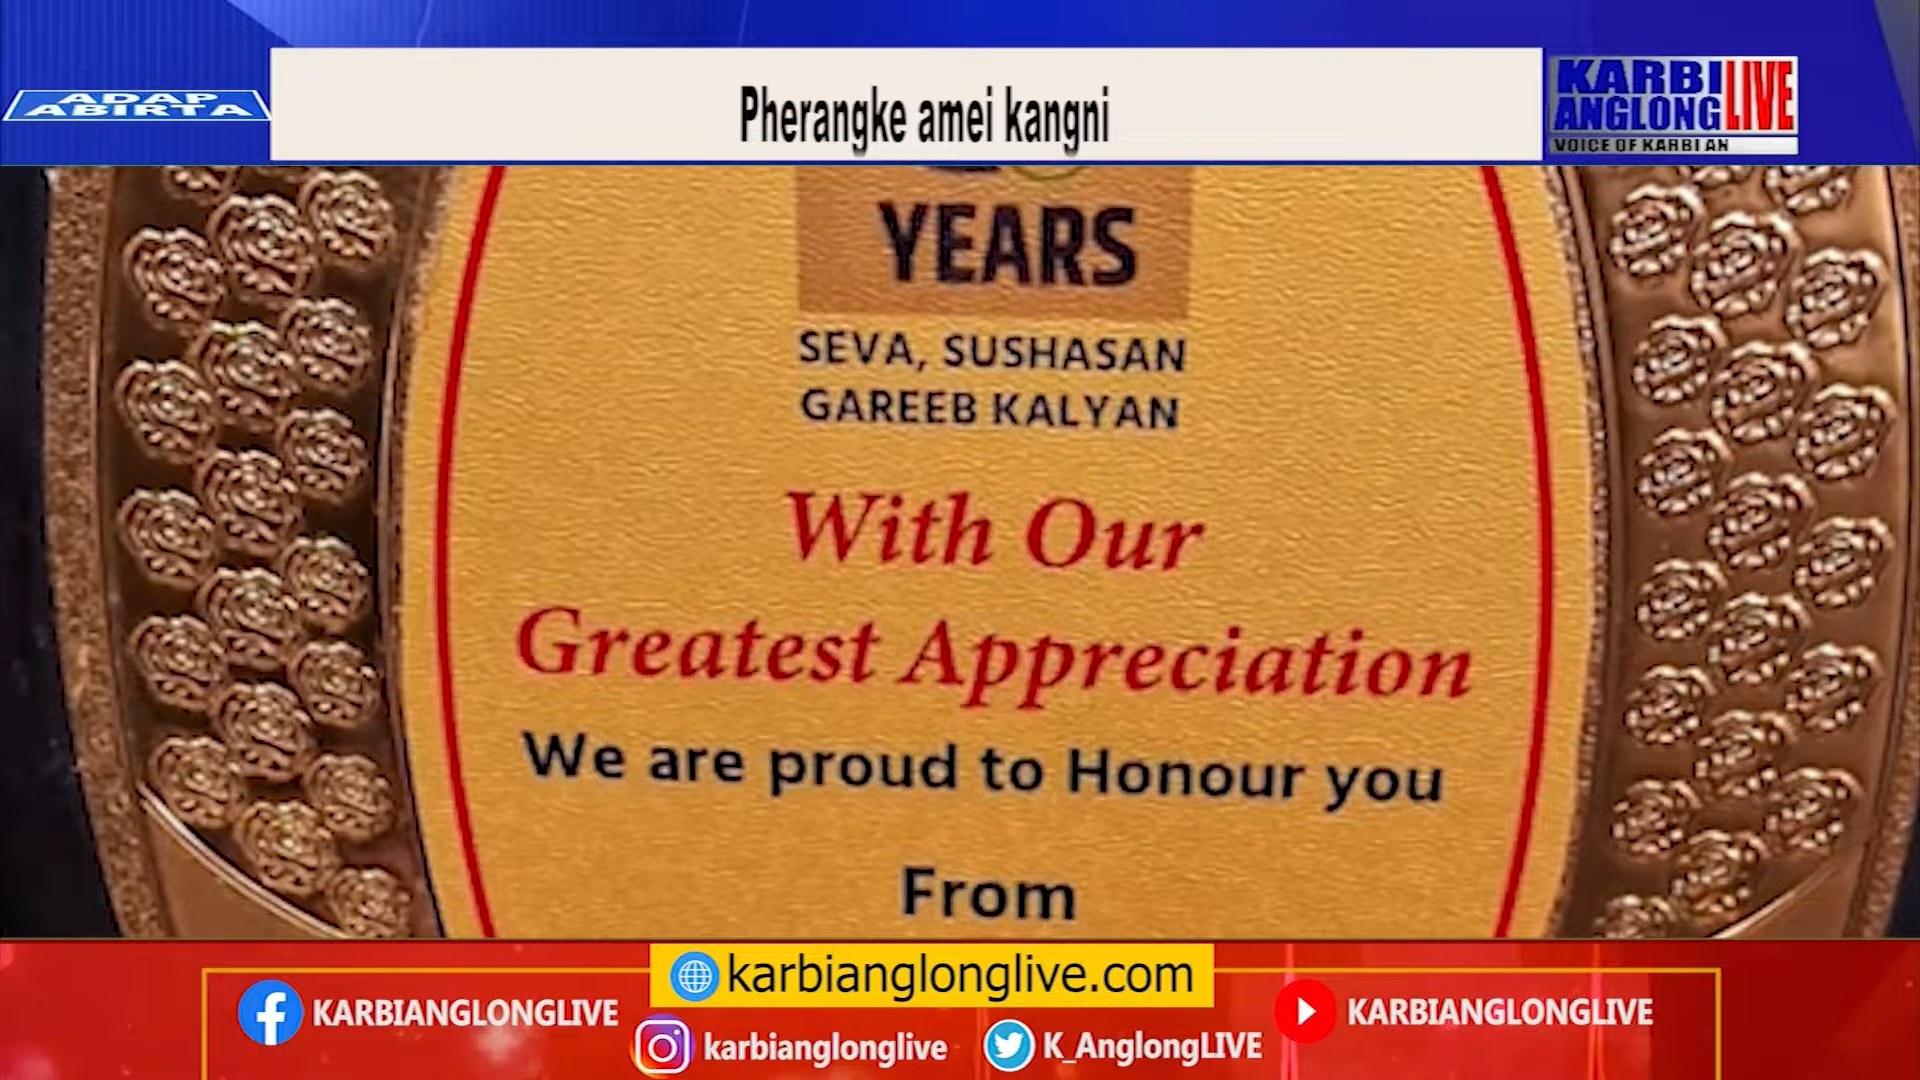 ADAP
ABIRTA
Pherangke amei kangni
KARBI
ANGLONG
LIVE
VOICE OF KARBI AN
YEARS
SEVA, SUSHASAN
GAREEB KALYAN
With Our
Greatest Appreciation
We are proud to Honour you
From
karbianglonglive.com
KARBIANGLONGLIVE
karbianglonglive
K_AnglongLIVE
KARBIANGLONGLIVE